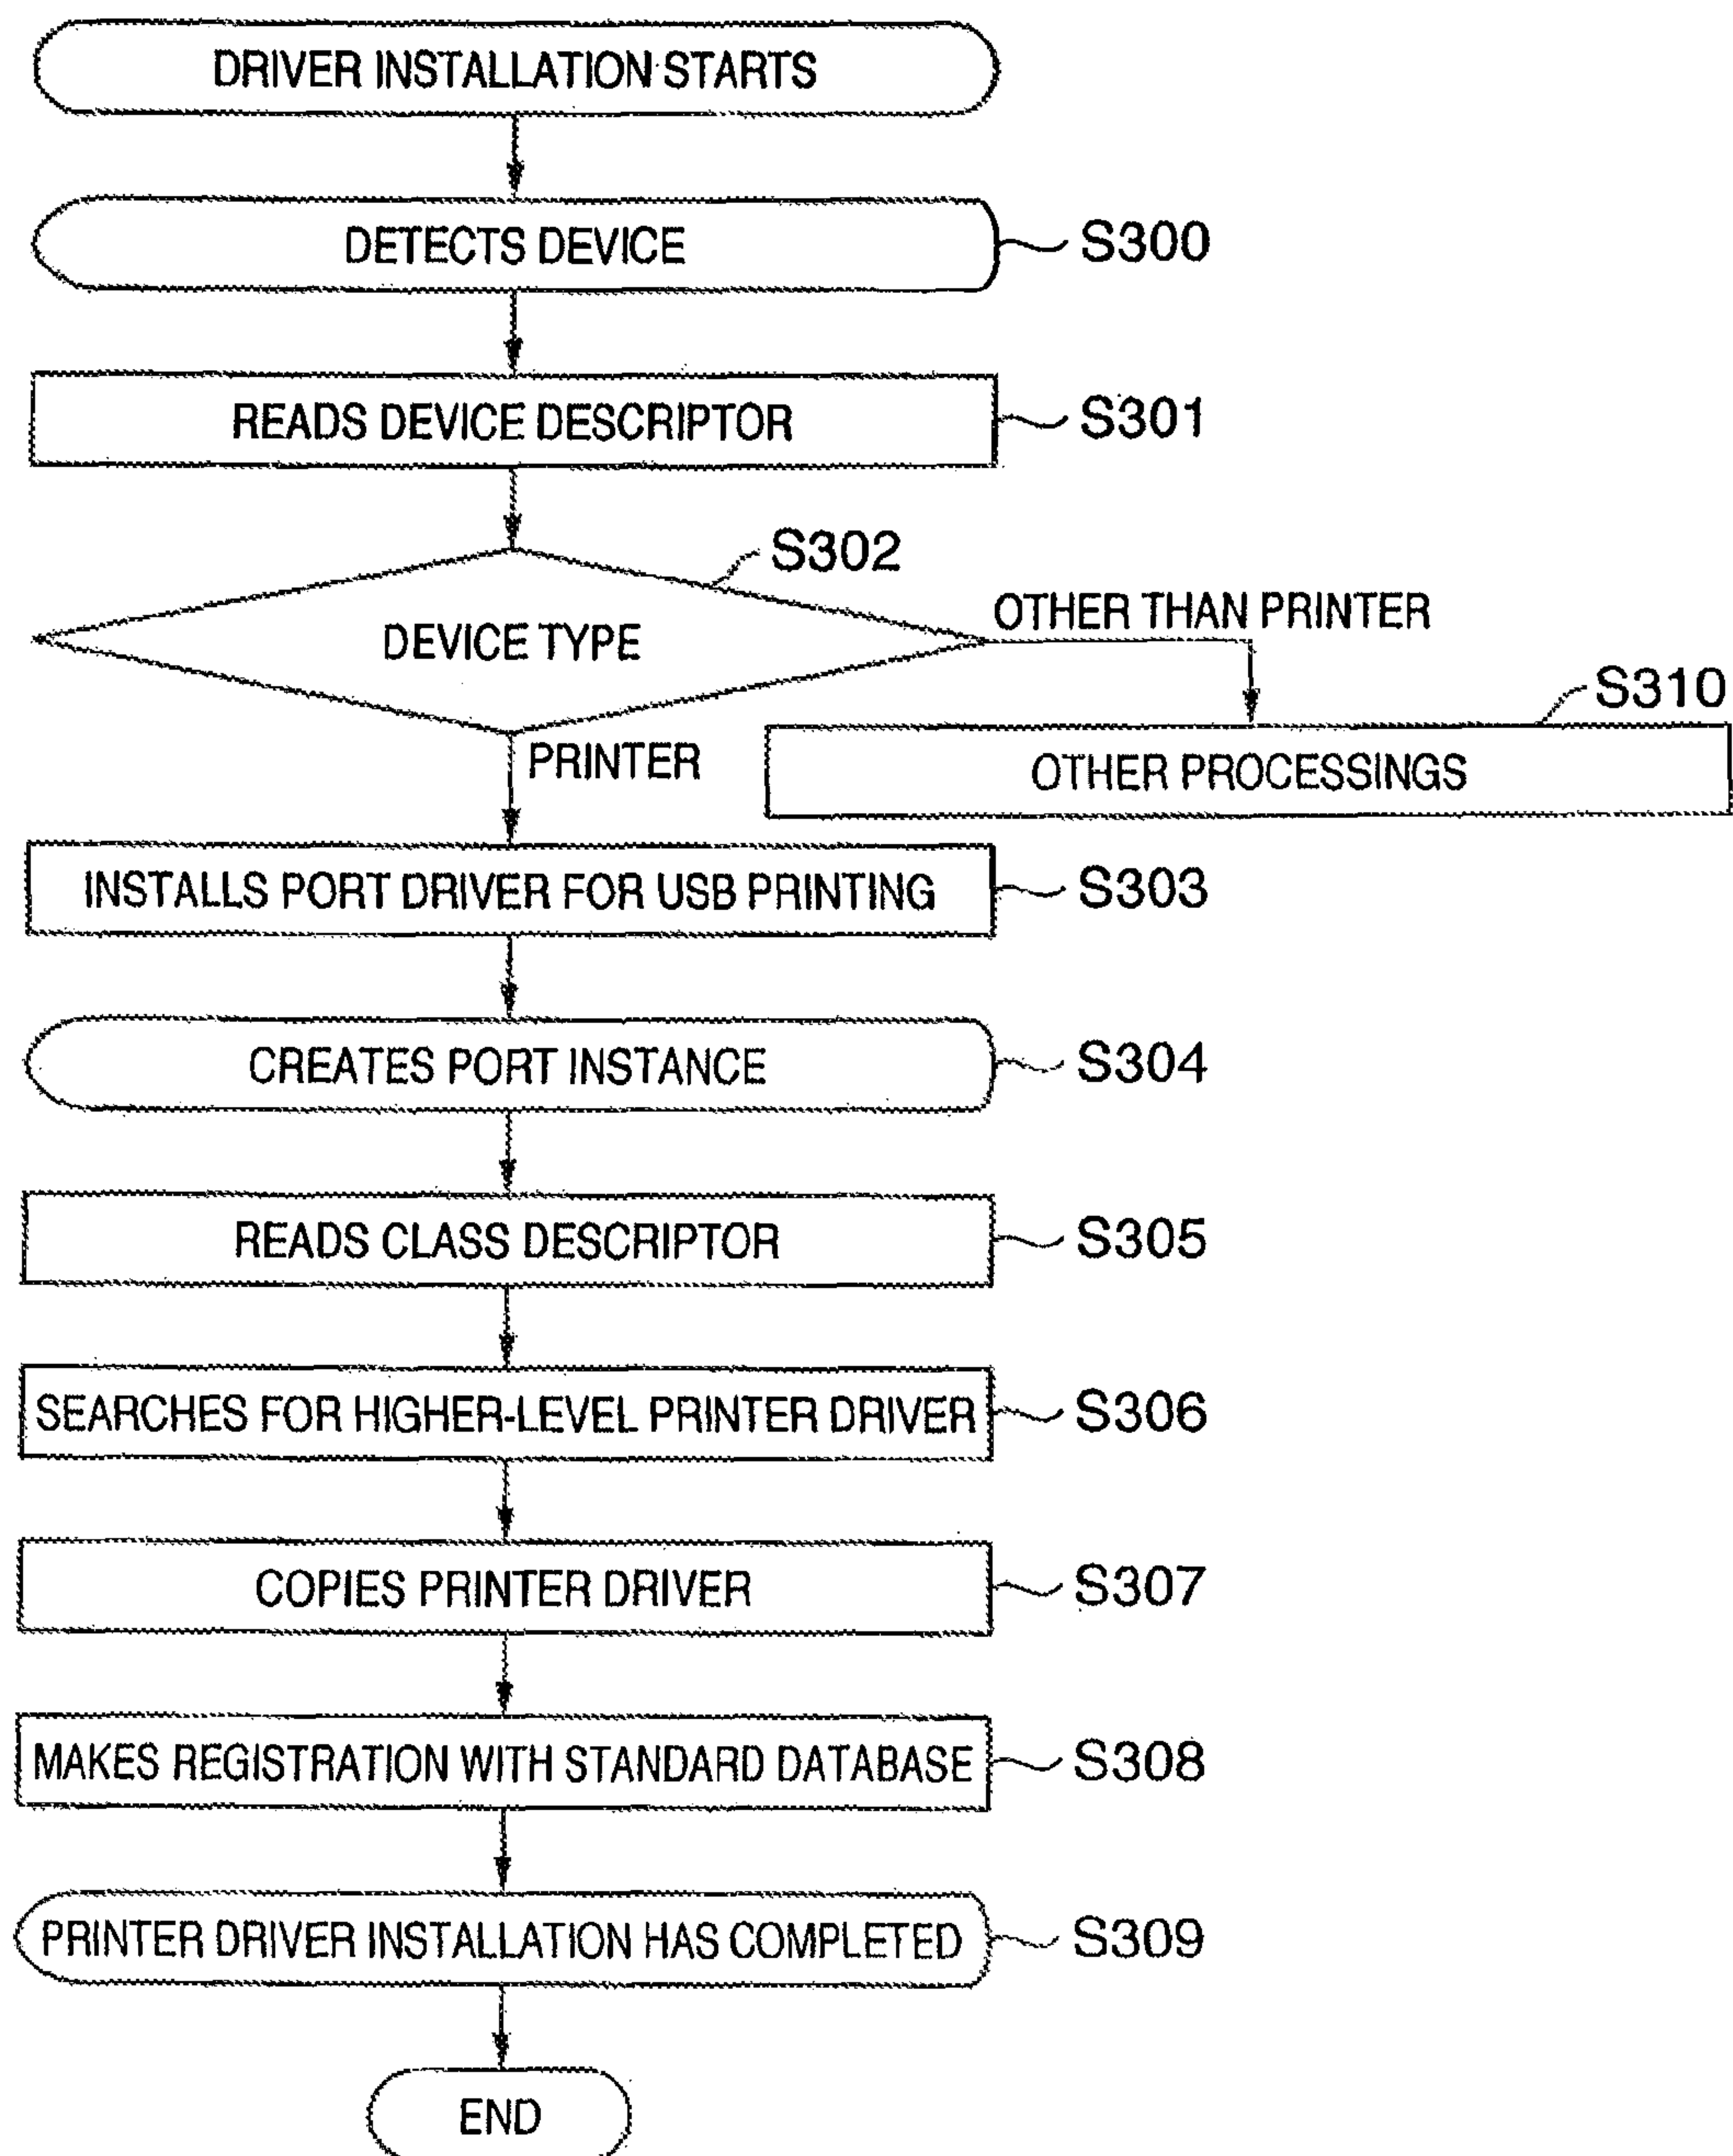 DRIVER INSTALLATION STARTS
DETECTS DEVICE
S300
READS DEVICE DESCRIPTOR
S301
S302
DEVICE TYPE
OTHER THAN PRINTER
S310
OTHER PROCESSINGS
PRINTER
INSTALLS PORT DRIVER FOR USB PRINTING
S303
CREATES PORT INSTANCE
S304
READS CLASS DESCRIPTOR
S305
SEARCHES FOR HIGHER-LEVEL PRINTER DRIVER
S306
COPIES PRINTER DRIVER
S307
MAKES REGISTRATION WITH STANDARD DATABASE
S308
PRINTER DRIVER INSTALLATION HAS COMPLETED
S309
END